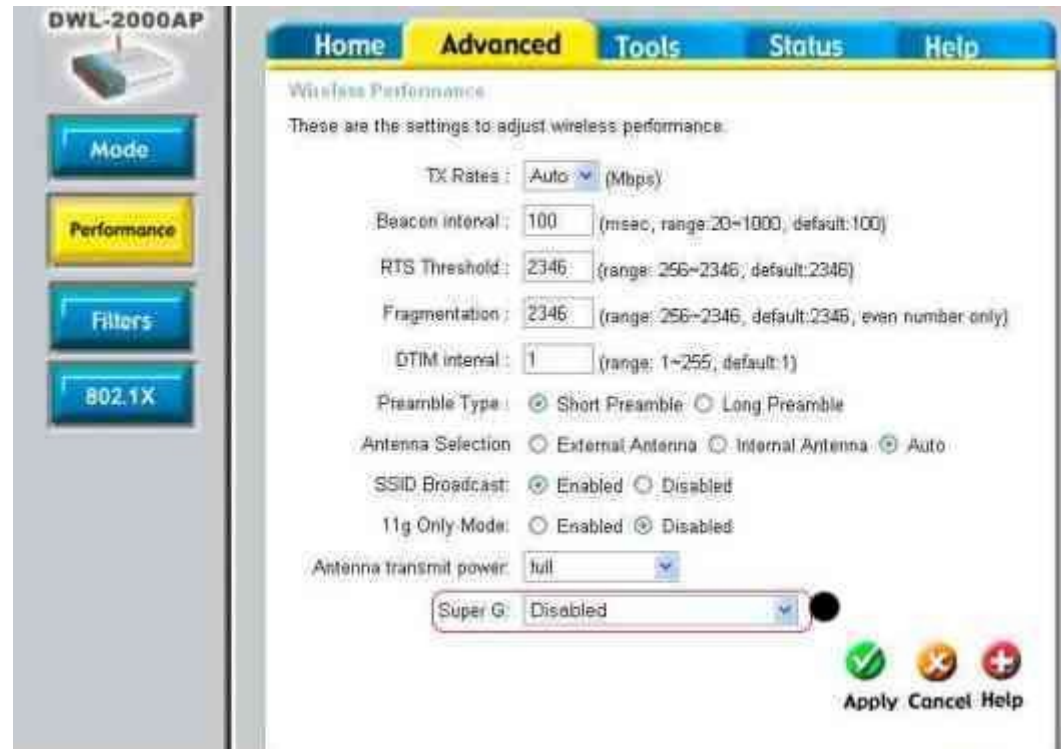 DWL-2000AP
Home Advanced Tools Status Help
Mode
Performance
Filters
802.1X
Wireless Performance
These are the settings to adjust wireless performance.
TX Rates : Auto (Mbps)
Beacon interval : 100 (msec, range:20~1000, default:100)
RTS Threshold : 2346 (range: 256~2346, default:2346)
Fragmentation : 2346 (range: 256~2346, default:2346, even number only)
DTIM interval : 1 (range: 1~255, default:1)
Preamble Type : Short Preamble Long Preamble
Antenna Selection External Antenna Internal Antenna Auto
SSID Broadcast: Enabled Disabled
11g Only Mode: Enabled Disabled
Antenna transmit power: full
Super G: Disabled
Apply Cancel Help